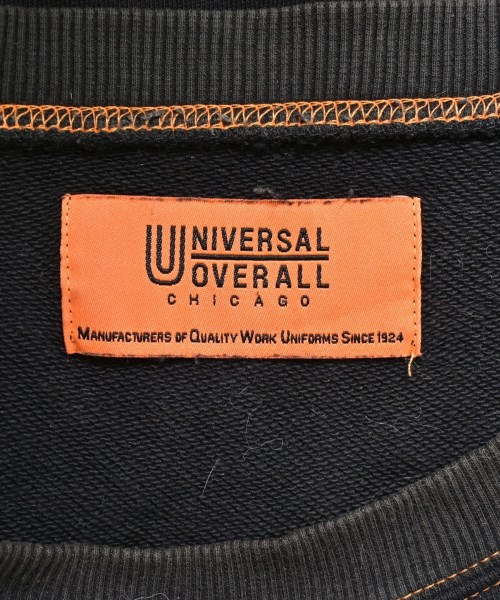 UNIVERSAL
OVERALL
CHICAGO
MANUFACTURERS OF QUALITY WORK UNIFORMS SINCE 1924